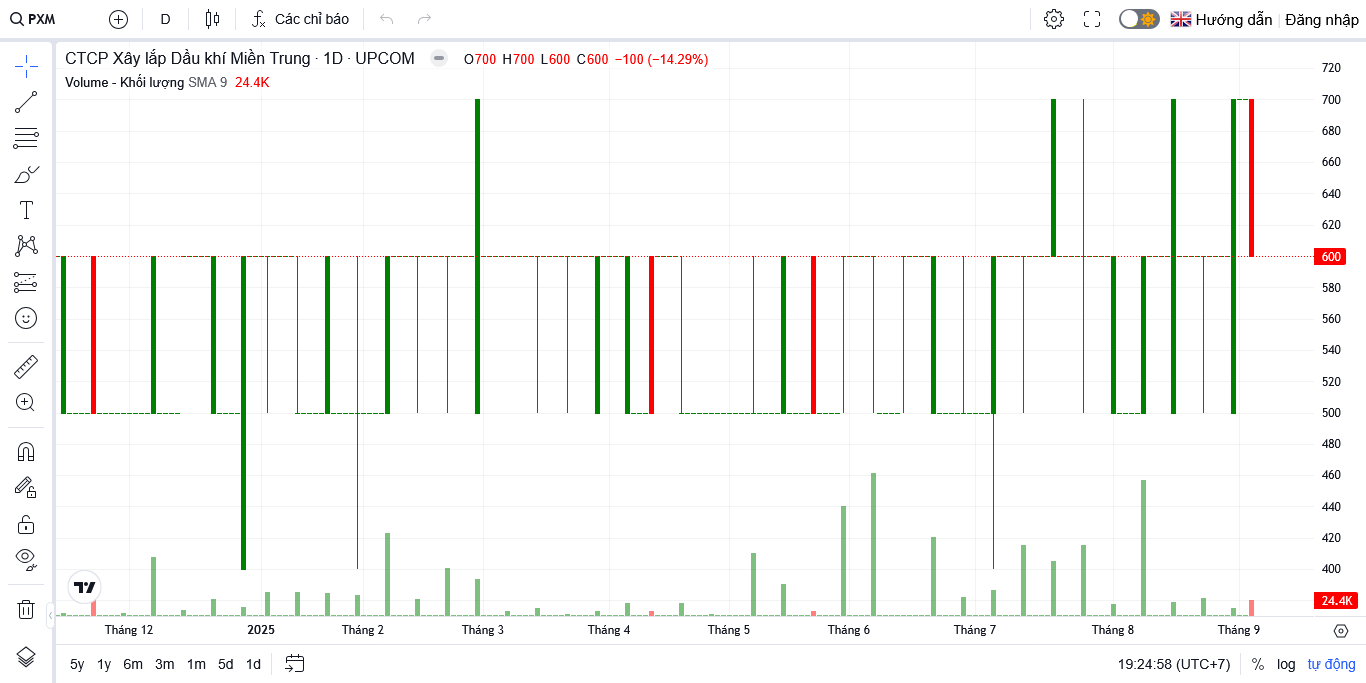 PXM D Các chỉ báo Hướng dẫn Đăng nhập
CTCP Xây lắp Dầu khí Miền Trung · 1D · UPCOM O700 H700 L600 C600 −100 (−14.29%)
Volume - Khối lượng SMA 9 24.4K
720
700
680
660
640
620
600
580
560
540
520
500
480
460
440
420
400
24.4K
Tháng 12 2025 Tháng 2 Tháng 3 Tháng 4 Tháng 5 Tháng 6 Tháng 7 Tháng 8 Tháng 9
5y 1y 6m 3m 1m 5d 1d 19:24:58 (UTC+7) % log tự động